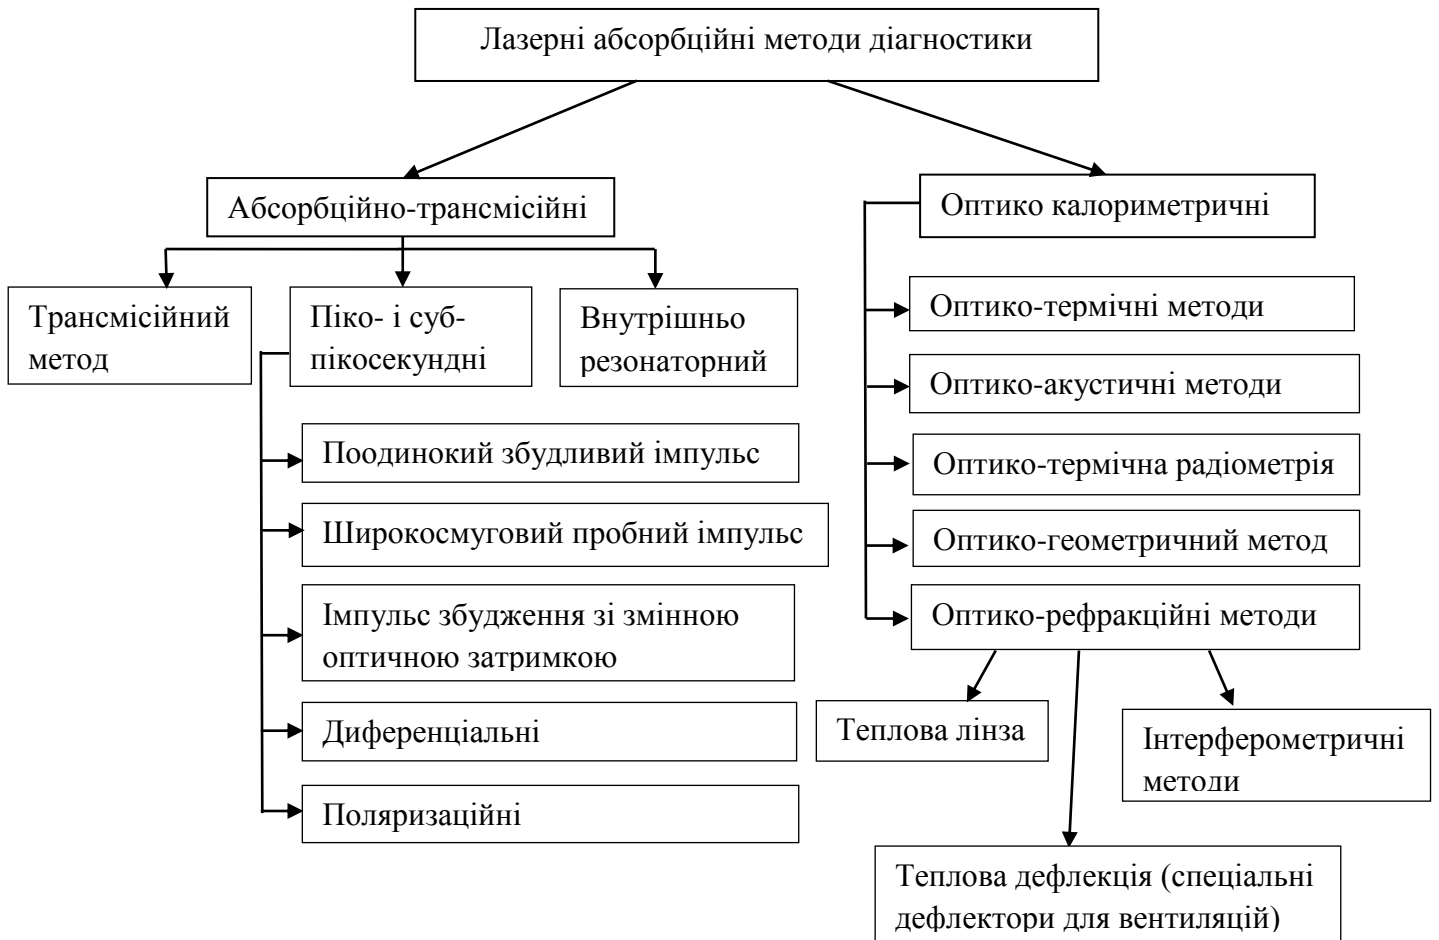 Лазерні абсорбційні методи діагностики
Абсорбційно-трансмісійні
Оптико калориметричні
Трансмісійний
метод
Піко- і суб-
пікосекундні
Внутрішньо
резонаторний
Поодинокий збудливий імпульс
Широкосмуговий пробний імпульс
Імпульс збудження зі змінною
оптичною затримкою
Диференціальні
Поляризаційні
Оптико-термічні методи
Оптико-акустичні методи
Оптико-термічна радіометрія
Оптико-геометричний метод
Оптико-рефракційні методи
Теплова лінза
Інтерферометричні
методи
Теплова дефлекція (спеціальні
дефлектори для вентиляцій)